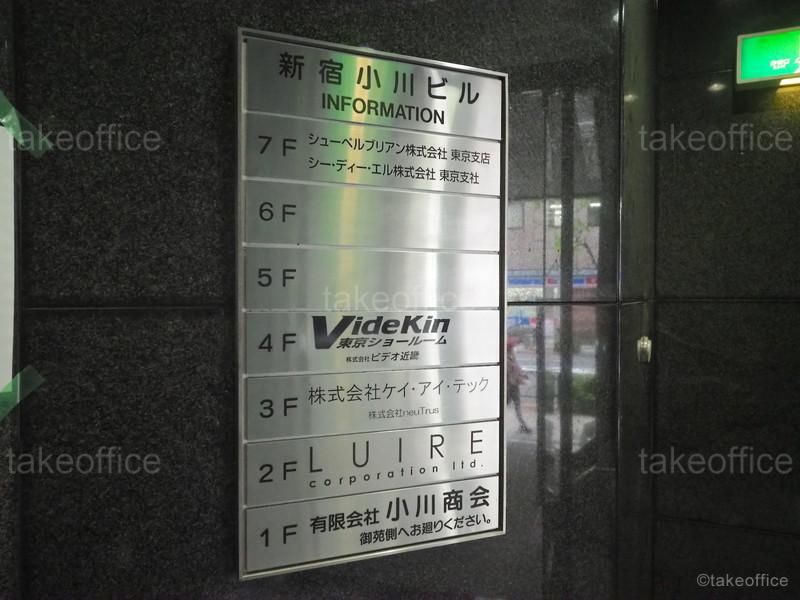 新宿小川ビル
INFORMATION
7F シューベルブリアン株式会社 東京支店
シー・ディー・エル株式会社 東京支社
6F
5F
4F VideKin
東京ショールーム
株式会社 ビデオ近畿
3F 株式会社ケイ・アイ・テック
株式会社neuTrus
2F LUIRE
corporation ltd.
1F 有限会社 小川商会
御苑側へお廻りください。
takeoffice
takeoffice
takeoffice
takeoffice
takeoffice
©takeoffice